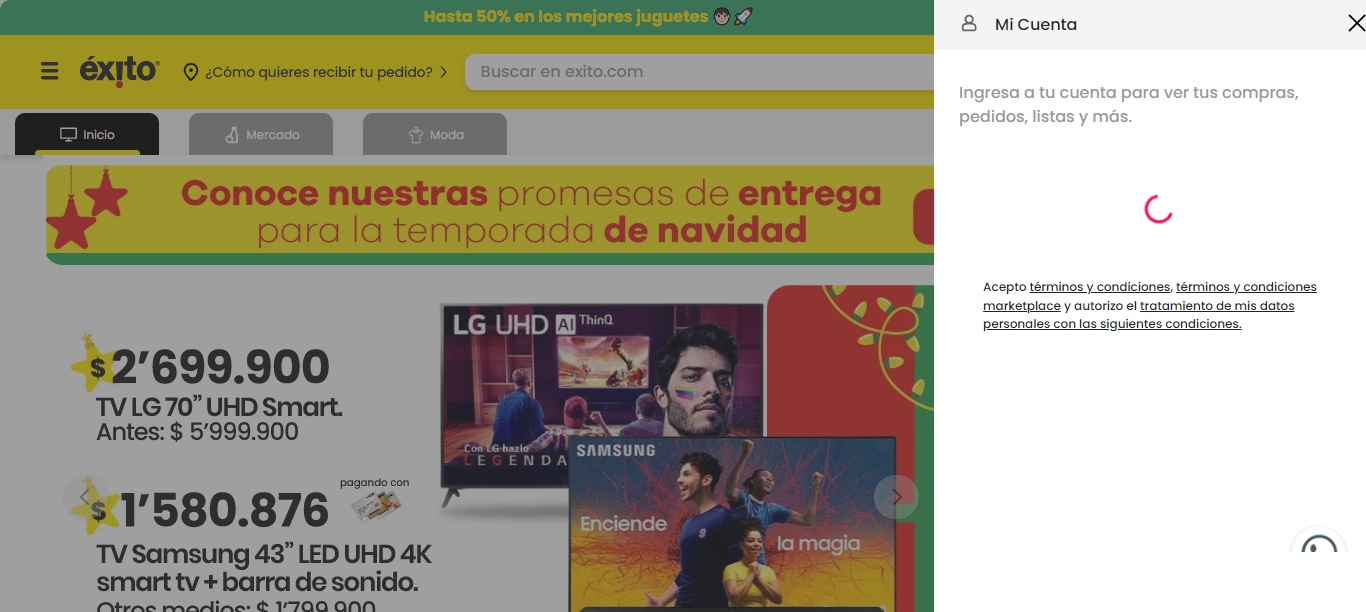 Hasta 50% en los mejores juguetes
Mi Cuenta
éxito
¿Cómo quieres recibir tu pedido?
Buscar en exito.com
Ingresa a tu cuenta para ver tus compras,
pedidos, listas y más.
Inicio
Mercado
Moda
Conoce nuestras promesas de entrega
para la temporada de navidad
Acepto términos y condiciones, términos y condiciones
marketplace y autorizo el tratamiento de mis datos
personales con las siguientes condiciones.
LG UHD AI ThinQ
$ 2’699.900
TV LG 70” UHD Smart.
Antes: $ 5’999.900
Con LG hazlo
LEGENDA
SAMSUNG
pagando con
$ 1’580.876
Enciende
la magia
TV Samsung 43” LED UHD 4K
smart tv + barra de sonido.
Otros medios: $ 1’799.900